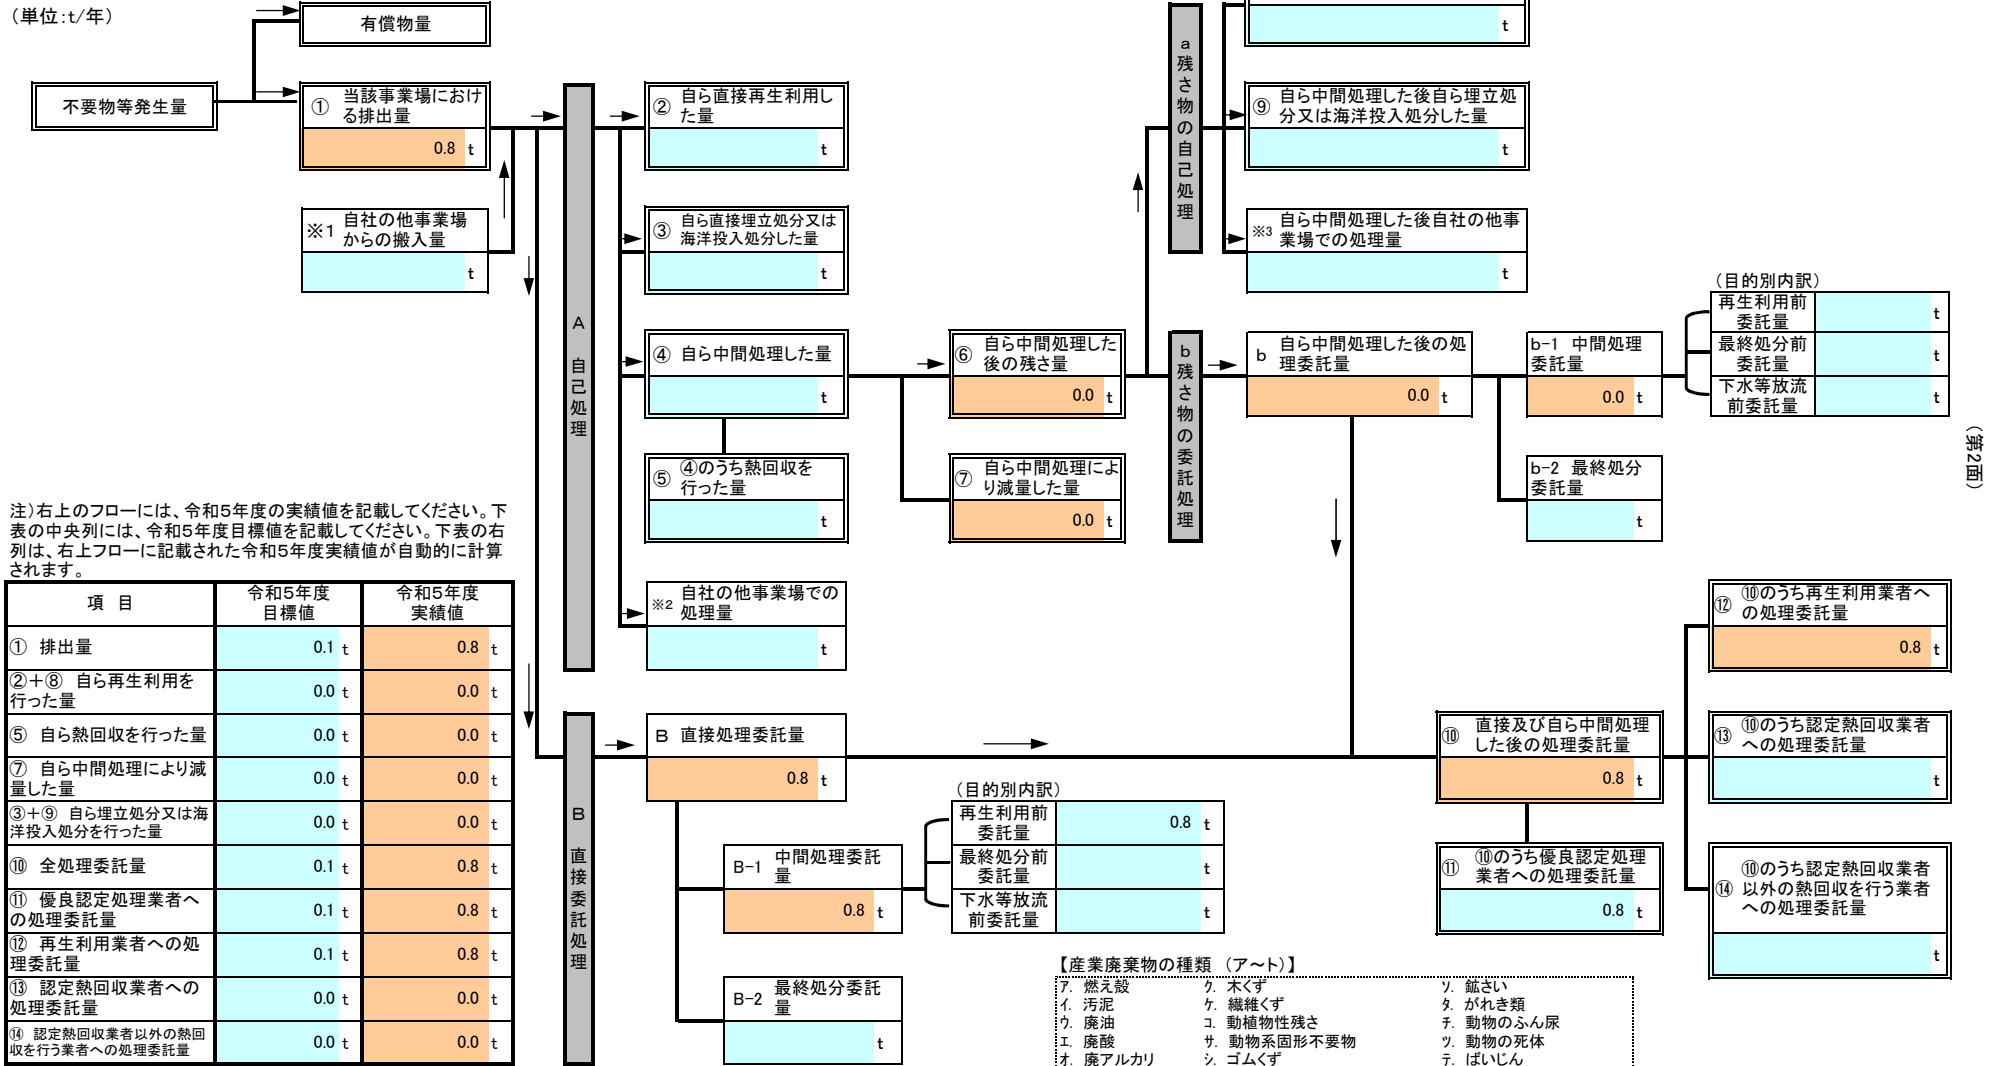 （単位：t/年）
有償物量
不要物等発生量
① 当該事業場におけ
る排出量
0.8 t
※1 自社の他事業場
からの搬入量
t
A 自己処理
② 自ら直接再生利用し
た量
t
③ 自ら直接埋立処分又は
海洋投入処分した量
t
④ 自ら中間処理した量
t
⑤ ④のうち熱回収を
行った量
t
※2 自社の他事業場での
処理量
t
⑥ 自ら中間処理した
後の残さ量
0.0 t
⑦ 自ら中間処理によ
り減量した量
0.0 t
a 残さ物の自己処理
t
⑨ 自ら中間処理した後自ら埋立処
分又は海洋投入処分した量
t
※3 自ら中間処理した後自社の他事
業場での処理量
t
b 残さ物の委託処理
b 自ら中間処理した後の処
理委託量
0.0 t
b-1 中間処理
委託量
0.0 t
b-2 最終処分
委託量
t
（目的別内訳）
再生利用前
委託量
t
最終処分前
委託量
t
下水等放流
前委託量
t
（第2面）
注）右上のフローには、令和5年度の実績値を記載してください。下
表の中央列には、令和5年度目標値を記載してください。下表の右
列は、右上フローに記載された令和5年度実績値が自動的に計算
されます。
項 目
令和5年度
目標値
令和5年度
実績値
① 排出量 0.1 t 0.8 t
②＋⑧ 自ら再生利用を
行った量 0.0 t 0.0 t
⑤ 自ら熱回収を行った量 0.0 t 0.0 t
⑦ 自ら中間処理により減
量した量 0.0 t 0.0 t
③＋⑨ 自ら埋立処分又は海
洋投入処分を行った量 0.0 t 0.0 t
⑩ 全処理委託量 0.1 t 0.8 t
⑪ 優良認定処理業者へ
の処理委託量 0.1 t 0.8 t
⑫ 再生利用業者への処
理委託量 0.1 t 0.8 t
⑬ 認定熱回収業者への
処理委託量 0.0 t 0.0 t
⑭ 認定熱回収業者以外の熱回
収を行う業者への処理委託量 0.0 t 0.0 t
B 直接委託処理
B 直接処理委託量
0.8 t
B-1 中間処理委託
量
0.8 t
B-2 最終処分委託
量
t
（目的別内訳）
再生利用前
委託量
0.8 t
最終処分前
委託量
t
下水等放流
前委託量
t
⑩ 直接及び自ら中間処理
した後の処理委託量
0.8 t
⑪ ⑩のうち優良認定処理
業者への処理委託量
0.8 t
⑫ ⑩のうち再生利用業者へ
の処理委託量
0.8 t
⑬ ⑩のうち認定熱回収業者
への処理委託量
t
⑭ ⑩のうち認定熱回収業者
以外の熱回収を行う業者
への処理委託量
t
【産業廃棄物の種類 （ア～ト）】
ア. 燃え殻 ク. 木くず ソ. 鉱さい
イ. 汚泥 ケ. 繊維くず タ. がれき類
ウ. 廃油 コ. 動植物性残さ チ. 動物のふん尿
エ. 廃酸 サ. 動物系固形不要物 ツ. 動物の死体
オ. 廃アルカリ シ. ゴムくず テ. ばいじん